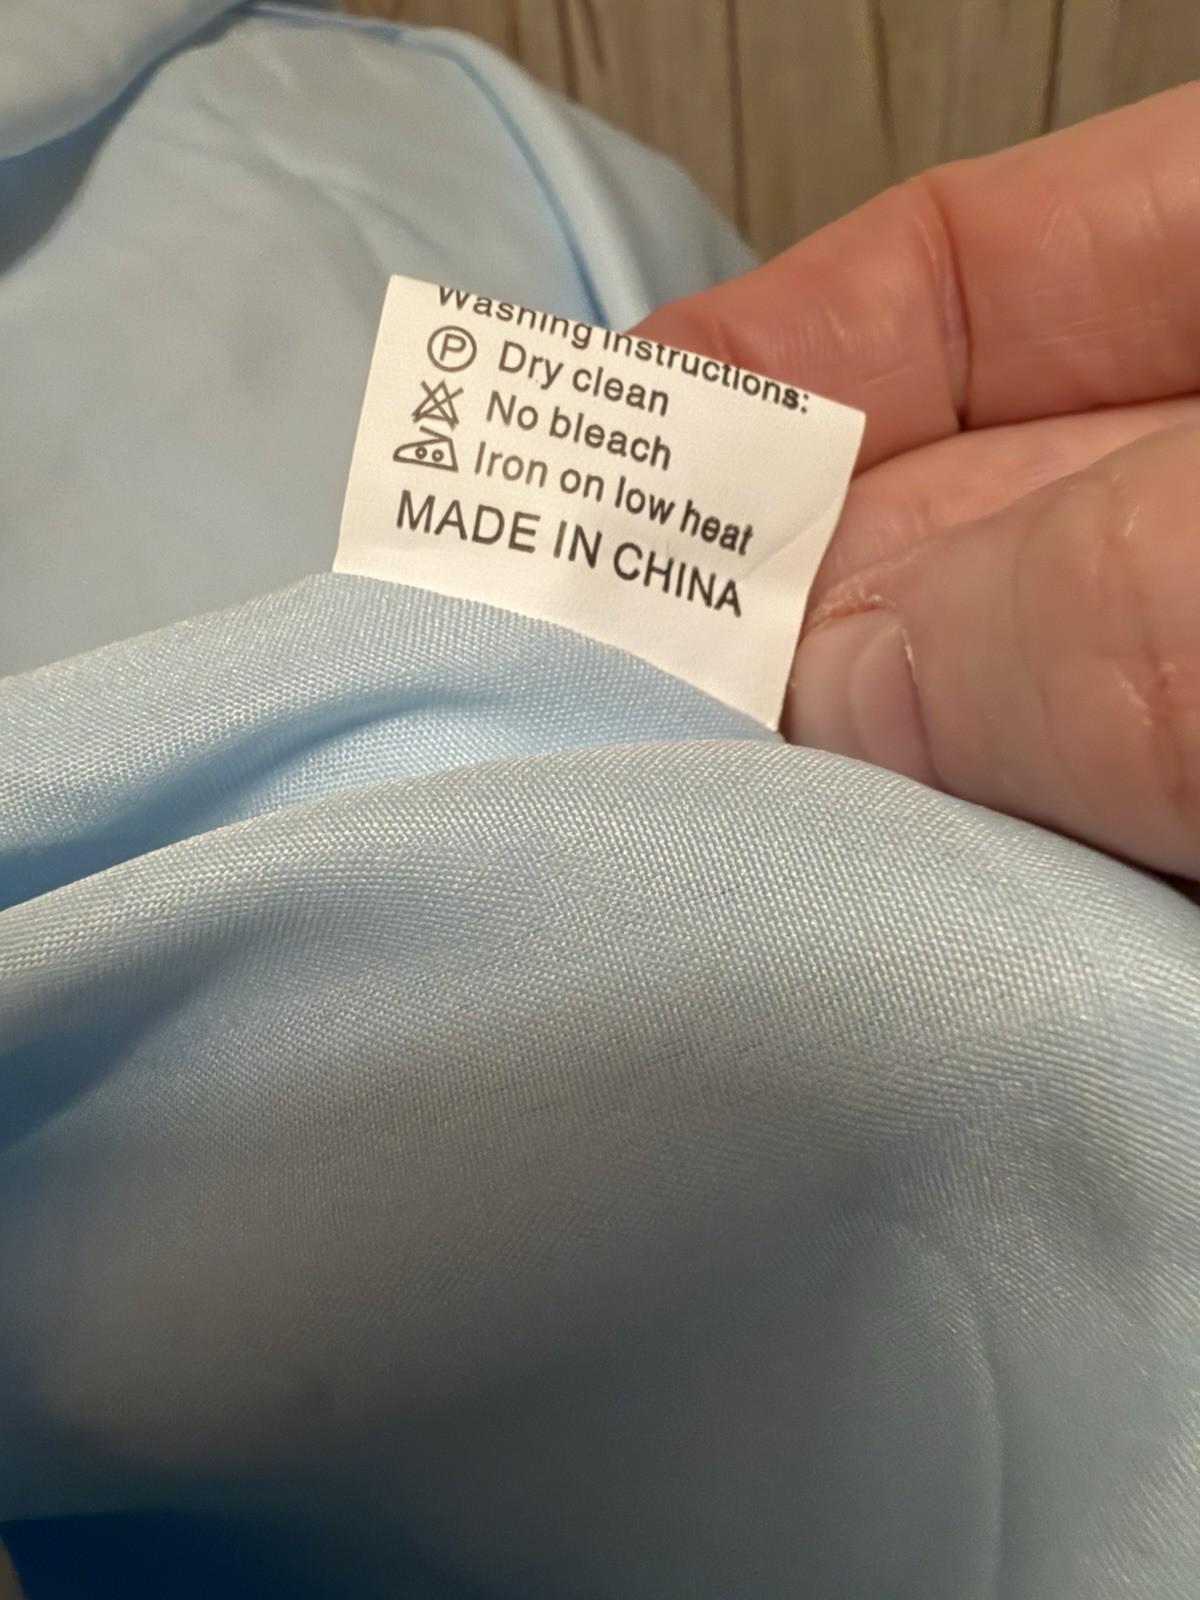 Washing instructions:
P Dry clean
No bleach
Iron on low heat
MADE IN CHINA